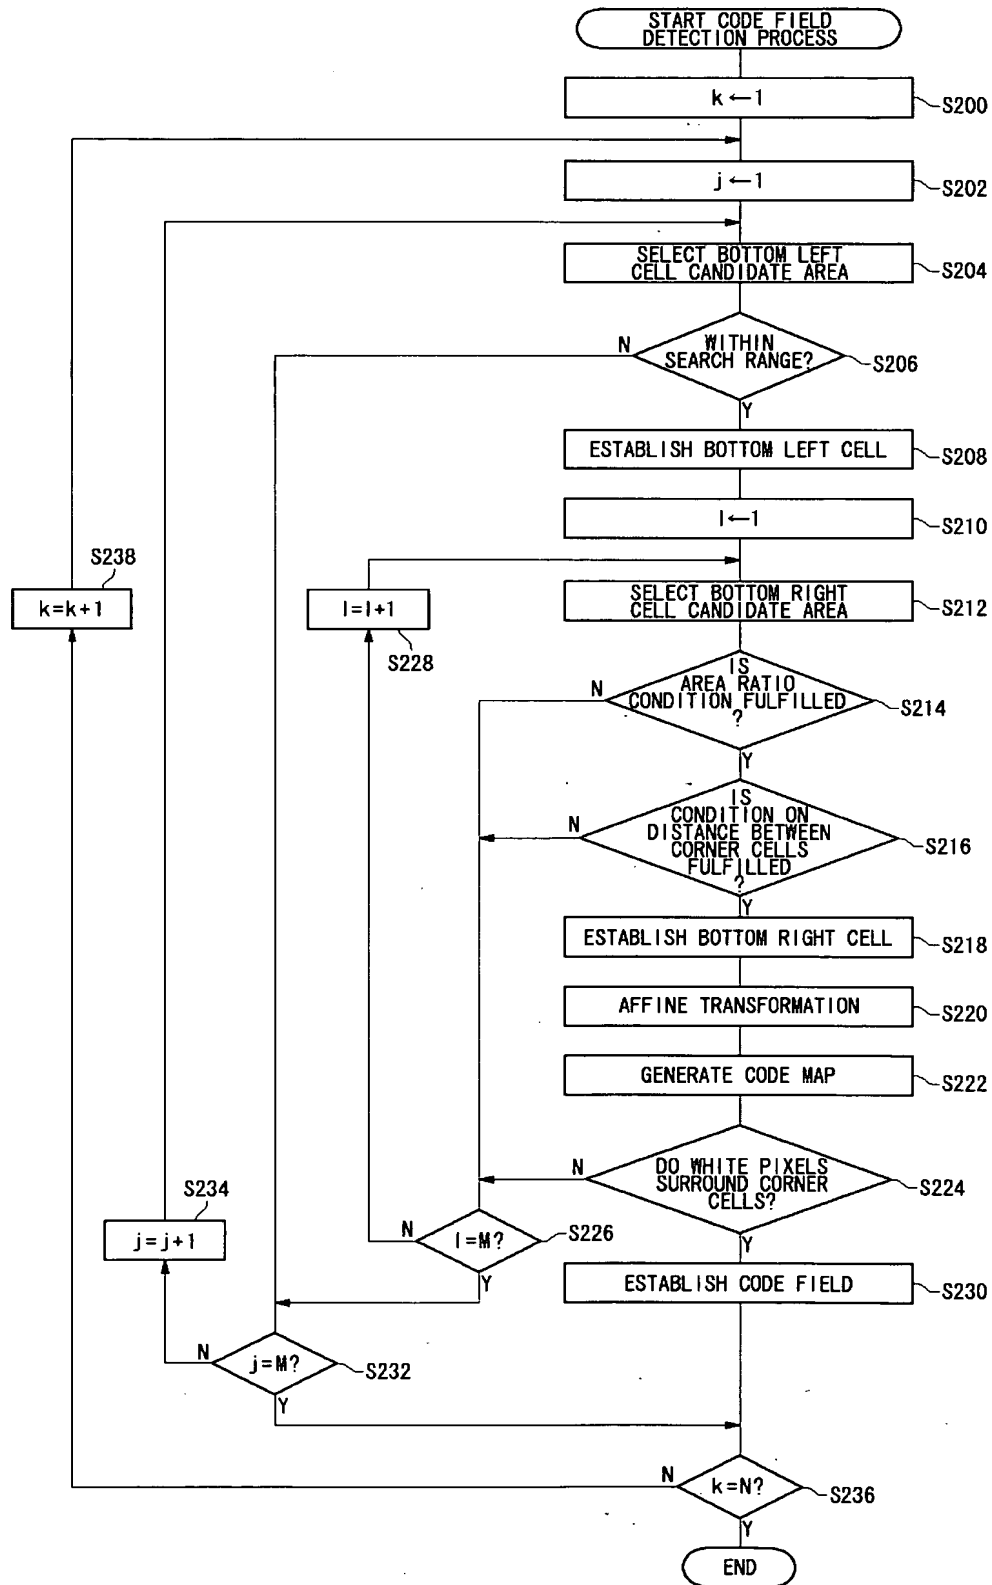 START CODE FIELD
DETECTION PROCESS
k←1
S200
j←1
S202
SELECT BOTTOM LEFT
CELL CANDIDATE AREA
S204
WITHIN
SEARCH RANGE?
N
S206
Y
ESTABLISH BOTTOM LEFT CELL
S208
l←1
S210
S238
k=k+1
l=l+1
S228
SELECT BOTTOM RIGHT
CELL CANDIDATE AREA
S212
IS
AREA RATIO
CONDITION FULFILLED
?
N
S214
Y
IS
CONDITION ON
DISTANCE BETWEEN
CORNER CELLS
FULFILLED
?
N
S216
Y
ESTABLISH BOTTOM RIGHT CELL
S218
AFFINE TRANSFORMATION
S220
GENERATE CODE MAP
S222
DO WHITE PIXELS
SURROUND CORNER
CELLS?
N
S224
Y
S234
j=j+1
N
l=M?
S226
Y
ESTABLISH CODE FIELD
S230
N
j=M?
S232
Y
N
k=N?
S236
Y
END